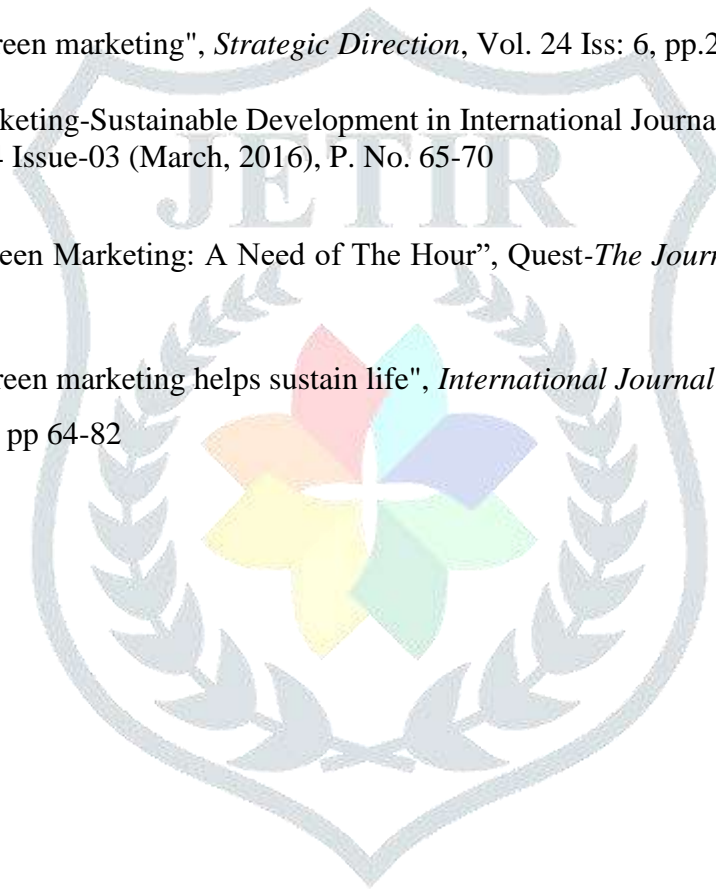 reen marketing", Strategic Direction, Vol. 24 Iss: 6, pp.2
keting-Sustainable Development in International Journa
- Issue-03 (March, 2016), P. No. 65-70
JETIR
een Marketing: A Need of The Hour”, Quest-The Journ
reen marketing helps sustain life", International Journal
pp 64-82